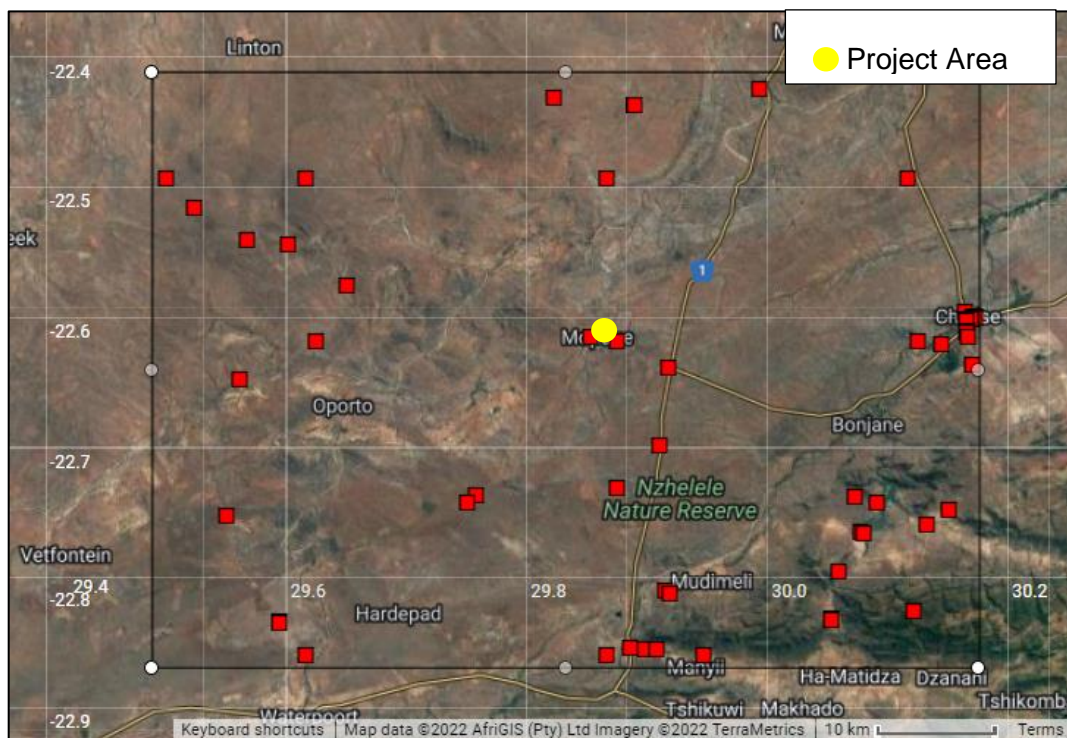 Linton
M
Project Area
-22.4
-22.5
eek
1
-22.6
Ch se
Mo e
Oporto
Bonjane
-22.7
Nzhelele
Nature Reserve
Vetfontein
29.4
29.6
29.8
30.0
30.2
-22.8
Mudimeli
Hardepad
Manyii
Ha-Matidza
Dzanani
Tshikomb
Waterpoort
Tshikuwi
Makhado
-22.9
Keyboard shortcuts
Map data ©2022 AfriGIS (Pty) Ltd Imagery ©2022 TerraMetrics
10 km
Terms